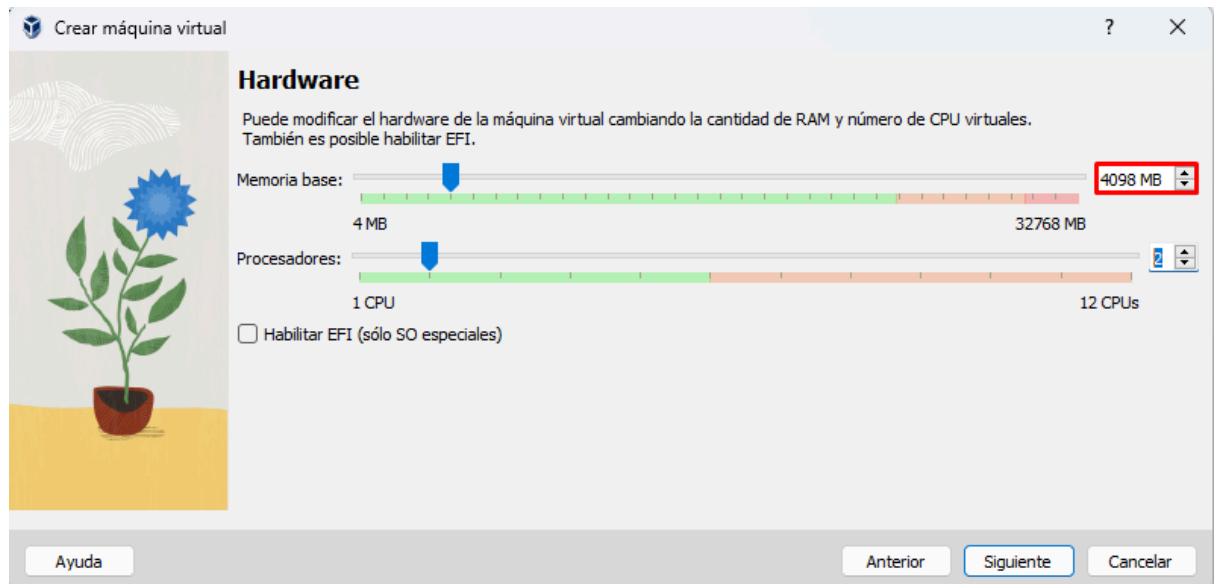 Crear máquina virtual
Hardware
Puede modificar el hardware de la máquina virtual cambiando la cantidad de RAM y número de CPU virtuales.
También es posible habilitar EFI.
Memoria base:
4098 MB
4 MB
32768 MB
Procesadores:
2
1 CPU
12 CPUs
Habilitar EFI (sólo SO especiales)
Ayuda
Anterior
Siguiente
Cancelar